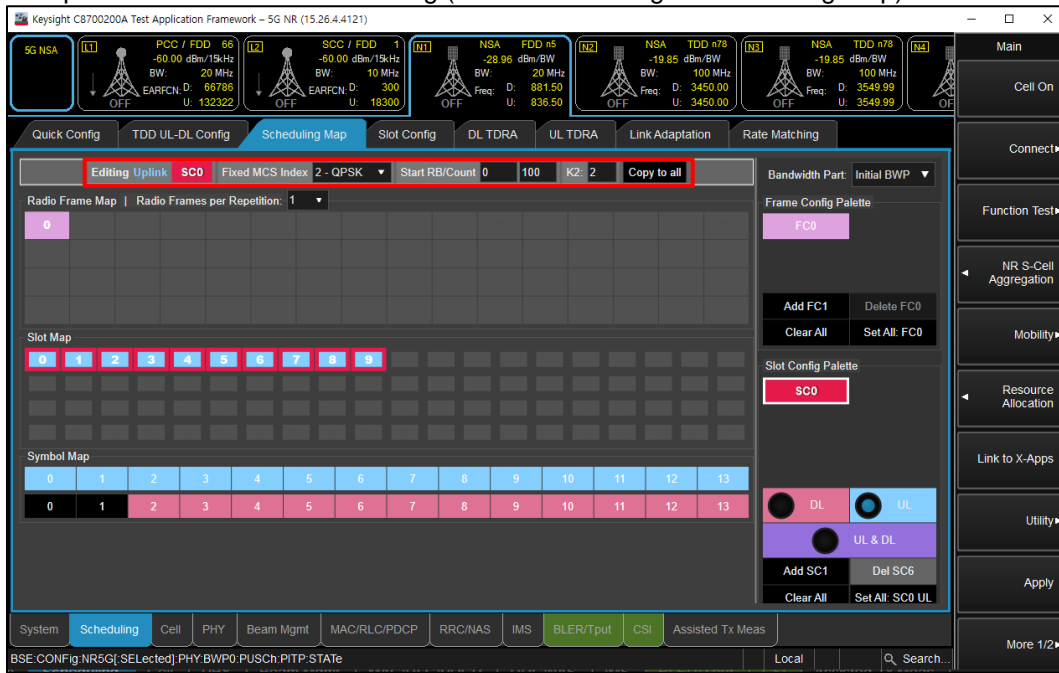 Keysight C8700200A Test Application Framework – 5G NR (15.26.4.4121)
5G NSA
L1 PCC / FDD 66
-60.00 dBm/15kHz
BW: 20 MHz
EARFCN: D: 66786
U: 132322
OFF
L2 SCC / FDD 1
-60.00 dBm/15kHz
BW: 10 MHz
EARFCN: D: 300
U: 18300
OFF
N1 NSA FDD n5
-28.96 dBm/BW
BW: 20 MHz
Freq: D: 881.50
U: 836.50
OFF
N2 NSA TDD n78
-19.85 dBm/BW
BW: 100 MHz
Freq: D: 3450.00
U: 3450.00
OFF
N3 NSA TDD n78
-19.85 dBm/BW
BW: 100 MHz
Freq: D: 3549.99
U: 3549.99
OFF
N4
Quick Config TDD UL-DL Config Scheduling Map Slot Config DL TDRA UL TDRA Link Adaptation Rate Matching
Editing Uplink SC0 Fixed MCS Index 2 - QPSK Start RB/Count 0 100 K2: 2 Copy to all
Bandwidth Part: Initial BWP
Radio Frame Map | Radio Frames per Repetition: 1
0
Frame Config Palette
FC0
Add FC1 Delete FC0
Clear All Set All: FC0
Slot Map
0 1 2 3 4 5 6 7 8 9
Slot Config Palette
SC0
Symbol Map
0 1 2 3 4 5 6 7 8 9 10 11 12 13
0 1 2 3 4 5 6 7 8 9 10 11 12 13
DL UL
UL & DL
Add SC1 Del SC6
Clear All Set All: SC0 UL
System Scheduling Cell PHY Beam Mgmt MAC/RLC/PDCP RRC/NAS IMS BLER/Tput CSI Assisted Tx Meas
BSE:CONFig:NR5G[:SELected]:PHY:BWP0:PUSCh:PITP:STATe
Local Search...
Main
Cell On
Connect
Function Test
NR S-Cell
Aggregation
Mobility
Resource
Allocation
Link to X-Apps
Utility
Apply
More 1/2